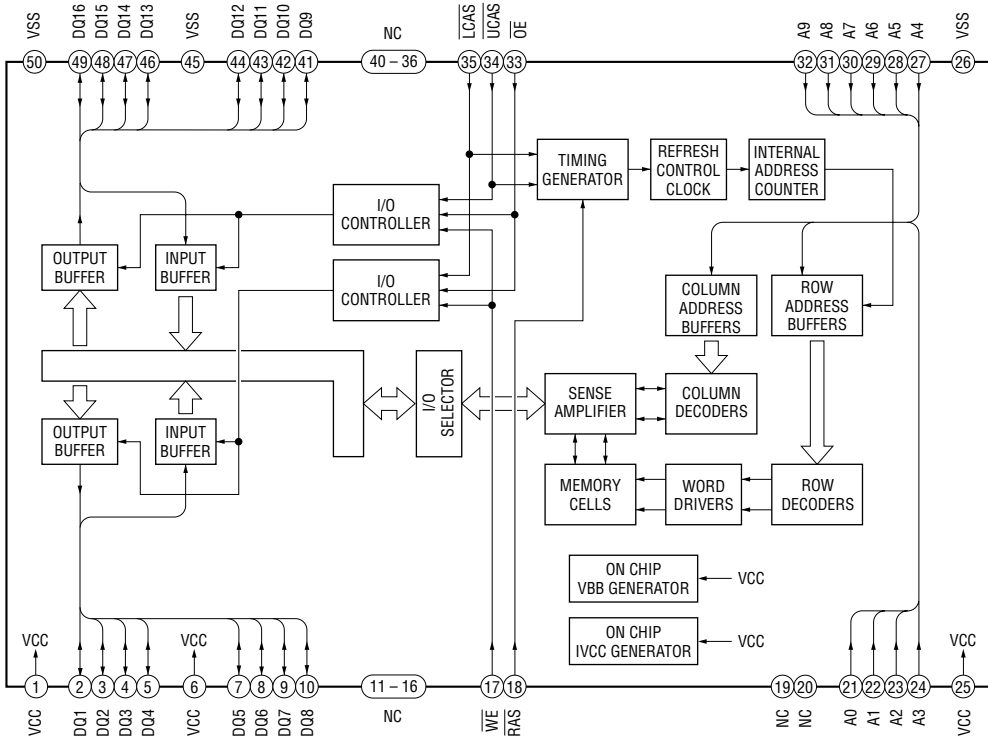 VSS DQ16 DQ15 DQ14 DQ13 VSS DQ12 DQ11 DQ10 DQ9 NC LCAS UCAS OE A9 A8 A7 A6 A5 A4 VSS
50 49 48 47 46 45 44 43 42 41 40 – 36 35 34 33 32 31 30 29 28 27 26
TIMING
GENERATOR
REFRESH
CONTROL
CLOCK
INTERNAL
ADDRESS
COUNTER
I/O
CONTROLLER
OUTPUT
BUFFER
INPUT
BUFFER
I/O
CONTROLLER
COLUMN
ADDRESS
BUFFERS
ROW
ADDRESS
BUFFERS
I/O
SELECTOR
SENSE
AMPLIFIER
COLUMN
DECODERS
OUTPUT
BUFFER
INPUT
BUFFER
MEMORY
CELLS
WORD
DRIVERS
ROW
DECODERS
ON CHIP
VBB GENERATOR
VCC
ON CHIP
IVCC GENERATOR
VCC
VCC VCC VCC
1 2 3 4 5 6 7 8 9 10 11 – 16 17 18 19 20 21 22 23 24 25
VCC DQ1 DQ2 DQ3 DQ4 VCC DQ5 DQ6 DQ7 DQ8 NC WE RAS NC NC A0 A1 A2 A3 VCC